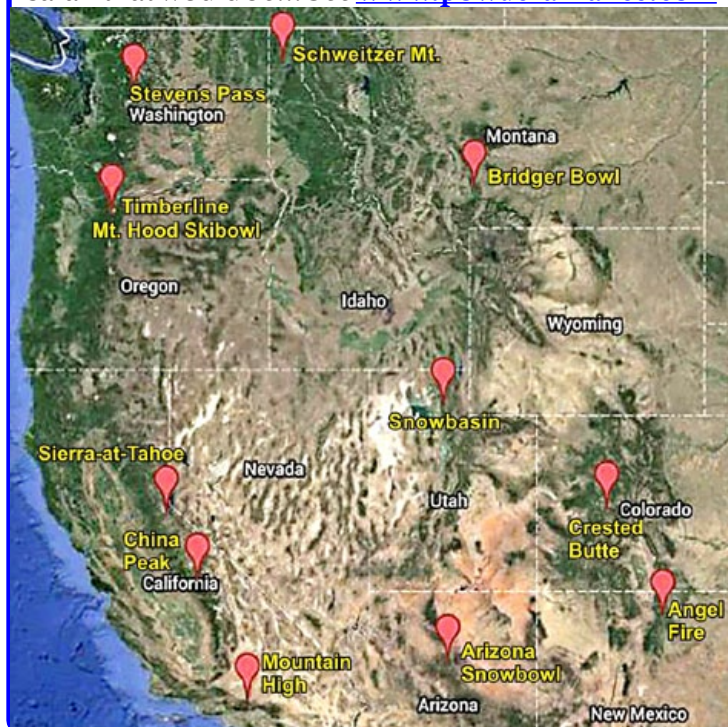 Schweitzer Mt.
Stevens Pass
Washington
Montana
Bridger Bowl
Timberline
Mt. Hood Skibowl
Oregon
Idaho
Wyoming
Snowbasin
Sierra-at-Tahoe
Nevada
Utah
Colorado
Crested
Butte
China
Peak
California
Angel
Fire
Arizona
Snowbowl
Mountain
High
Arizona
New Mexico